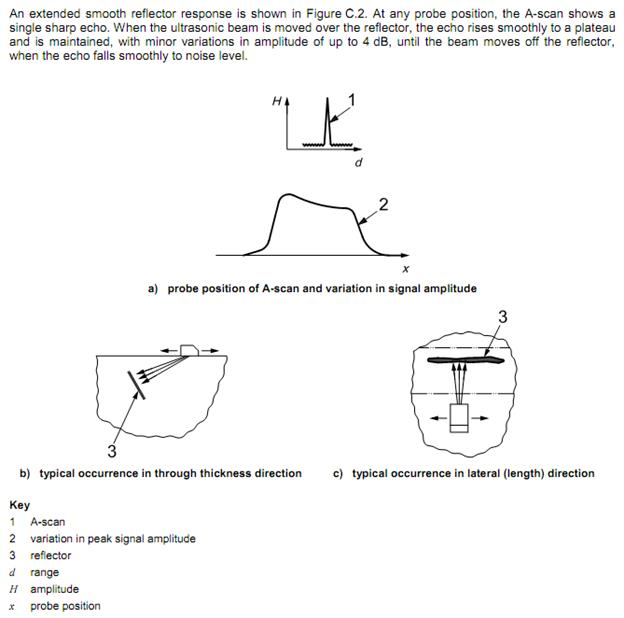 An extended smooth reflector response is shown in Figure C.2. At any probe position, the A-scan shows a
single sharp echo. When the ultrasonic beam is moved over the reflector, the echo rises smoothly to a plateau
and is maintained, with minor variations in amplitude of up to 4 dB, until the beam moves off the reflector,
when the echo falls smoothly to noise level.
H
1
d
2
x
a) probe position of A-scan and variation in signal amplitude
3
3
b) typical occurrence in through thickness direction
c) typical occurrence in lateral (length) direction
Key
1 A-scan
2 variation in peak signal amplitude
3 reflector
d range
H amplitude
x probe position